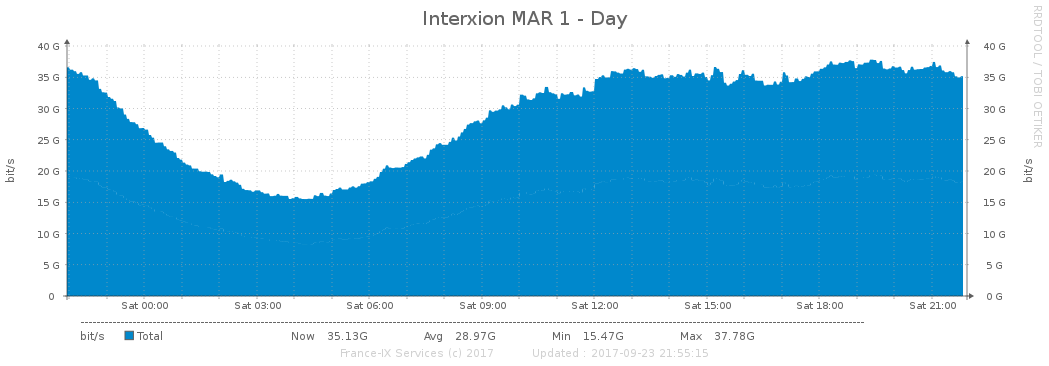 Interxion MAR 1 - Day
RRDTOOL / TOBI OETIKER
bit/s
40 G 40 G
35 G 35 G
30 G 30 G
25 G 25 G
20 G 20 G
15 G 15 G
10 G 10 G
5 G 5 G
0 0 G
bit/s
Sat 00:00 Sat 03:00 Sat 06:00 Sat 09:00 Sat 12:00 Sat 15:00 Sat 18:00 Sat 21:00
bit/s Total Now 35.13G Avg 28.97G Min 15.47G Max 37.78G
France-IX Services (c) 2017 Updated : 2017-09-23 21:55:15